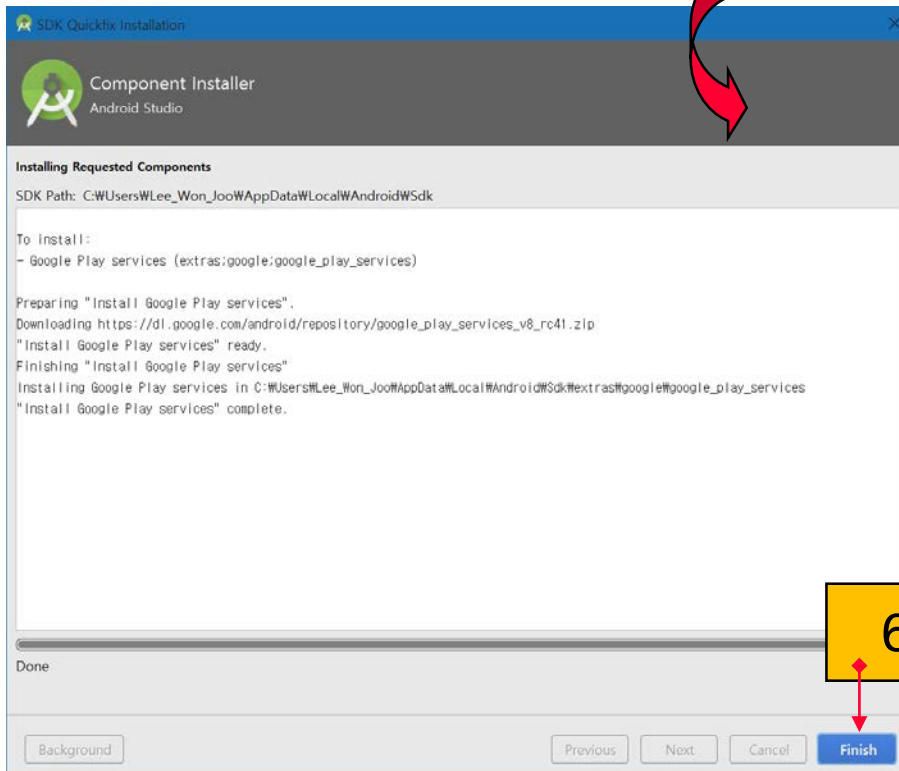 SDK Quickfix Installation
Component Installer
Android Studio
Installing Requested Components
SDK Path: C:₩Users₩Lee_Won_Joo₩AppData₩Local₩Android₩Sdk
To install:
- Google Play services (extras;google;google_play_services)
Preparing "Install Google Play services".
Downloading https://dl.google.com/android/repository/google_play_services_v8_rc41.zip
"Install Google Play services" ready.
Finishing "Install Google Play services"
Installing Google Play services in C:₩Users₩Lee_Won_Joo₩AppData₩Local₩Android₩Sdk₩extras₩google₩google_play_services
"Install Google Play services" complete.
6
Done
Background
Previous
Next
Cancel
Finish